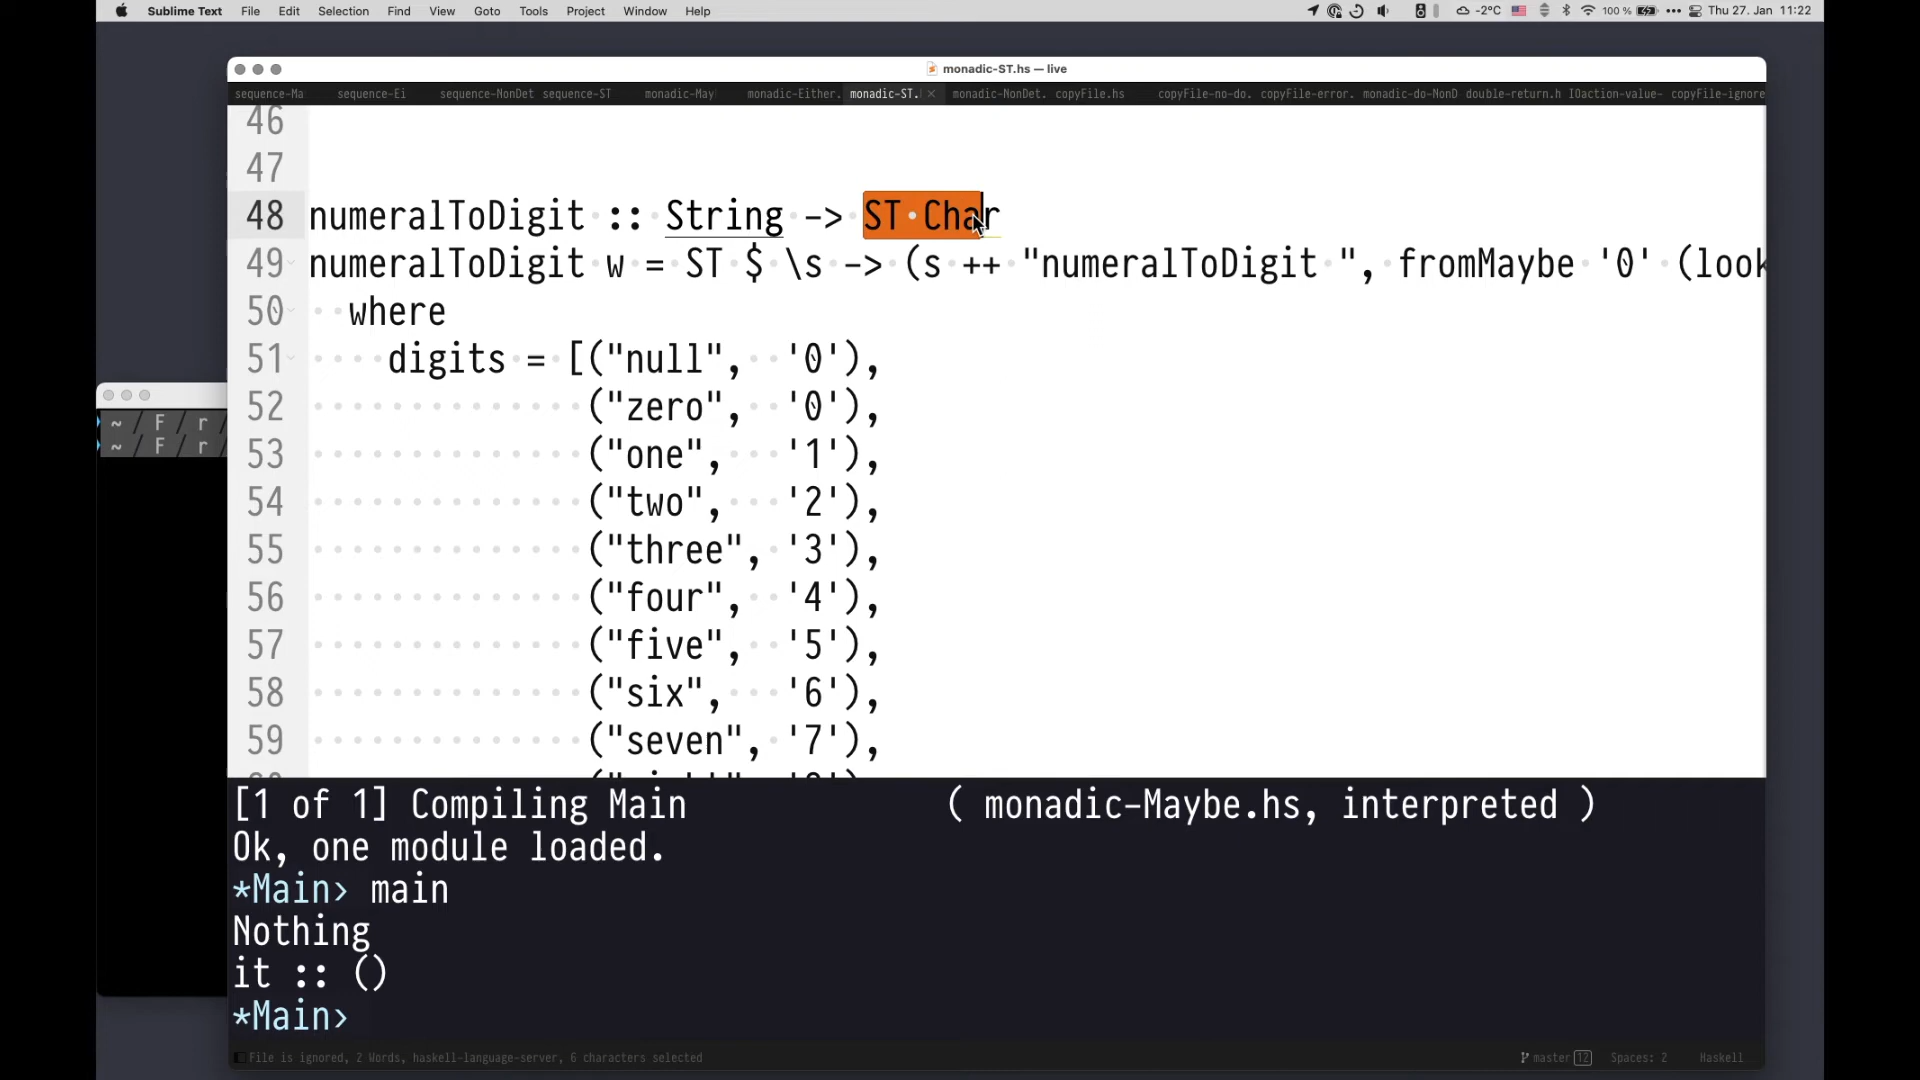 Sublime Text File Edit Selection Find View Goto Tools Project Window Help -2°C 100 % Thu 27. Jan 11:22
monadic-ST.hs — live
sequence-Ma sequence-Ei sequence-NonDet sequence-ST monadic-May monadic-Either. monadic-ST. monadic-NonDet. copyFile.hs copyFile-no-do. copyFile-error. monadic-do-NonD double-return.h IOaction-value- copyFile-ignore
46
47
48 numeralToDigit :: String -> ST Char
49 numeralToDigit w = ST $ \s -> (s ++ "numeralToDigit ", fromMaybe '0' (look
50 where
51 digits = [("null", '0'),
52 ("zero", '0'),
53 ("one", '1'),
54 ("two", '2'),
55 ("three", '3'),
56 ("four", '4'),
57 ("five", '5'),
58 ("six", '6'),
59 ("seven", '7'),
~ / F / r /
~ / F / r /
[1 of 1] Compiling Main ( monadic-Maybe.hs, interpreted )
Ok, one module loaded.
*Main> main
Nothing
it :: ()
*Main>
File is ignored, 2 Words, haskell-language-server, 6 characters selected master 12 Spaces: 2 Haskell